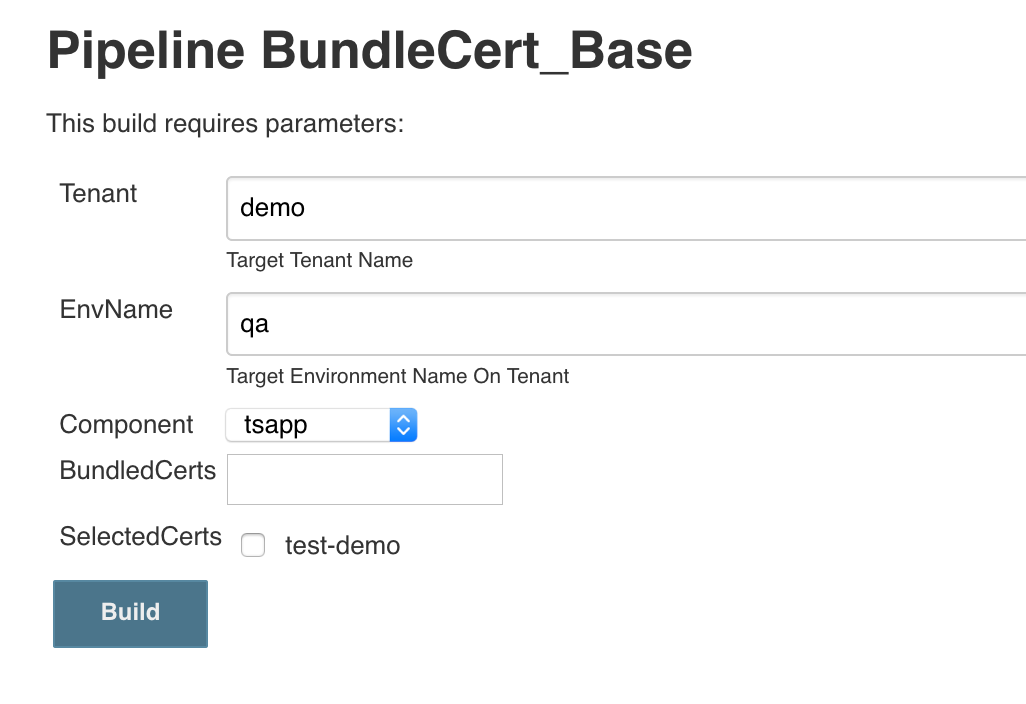 Pipeline BundleCert_Base
This build requires parameters:
Tenant
demo
Target Tenant Name
EnvName
qa
Target Environment Name On Tenant
Component tsapp
BundledCerts
SelectedCerts test-demo
Build